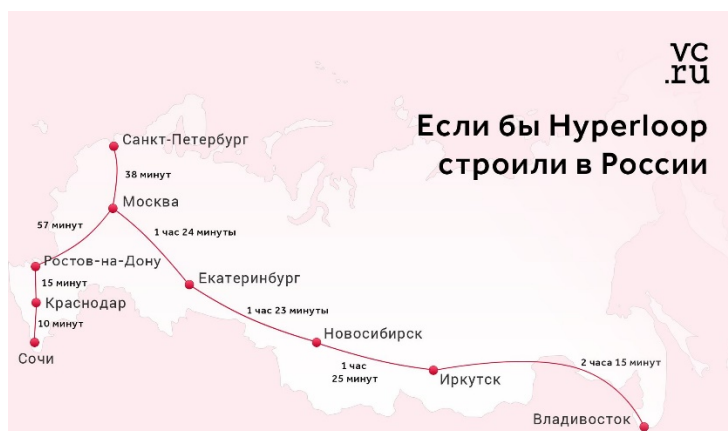 vc
.ru
Если бы Hyperloop
строили в России
Санкт-Петербург
38 минут
Москва
57 минут
1 час 24 минуты
Ростов-на-Дону
Екатеринбург
15 минут
Краснодар
1 час 23 минуты
10 минут
Новосибирск
Сочи
1 час
25 минут
Иркутск
2 часа 15 минут
Владивосток